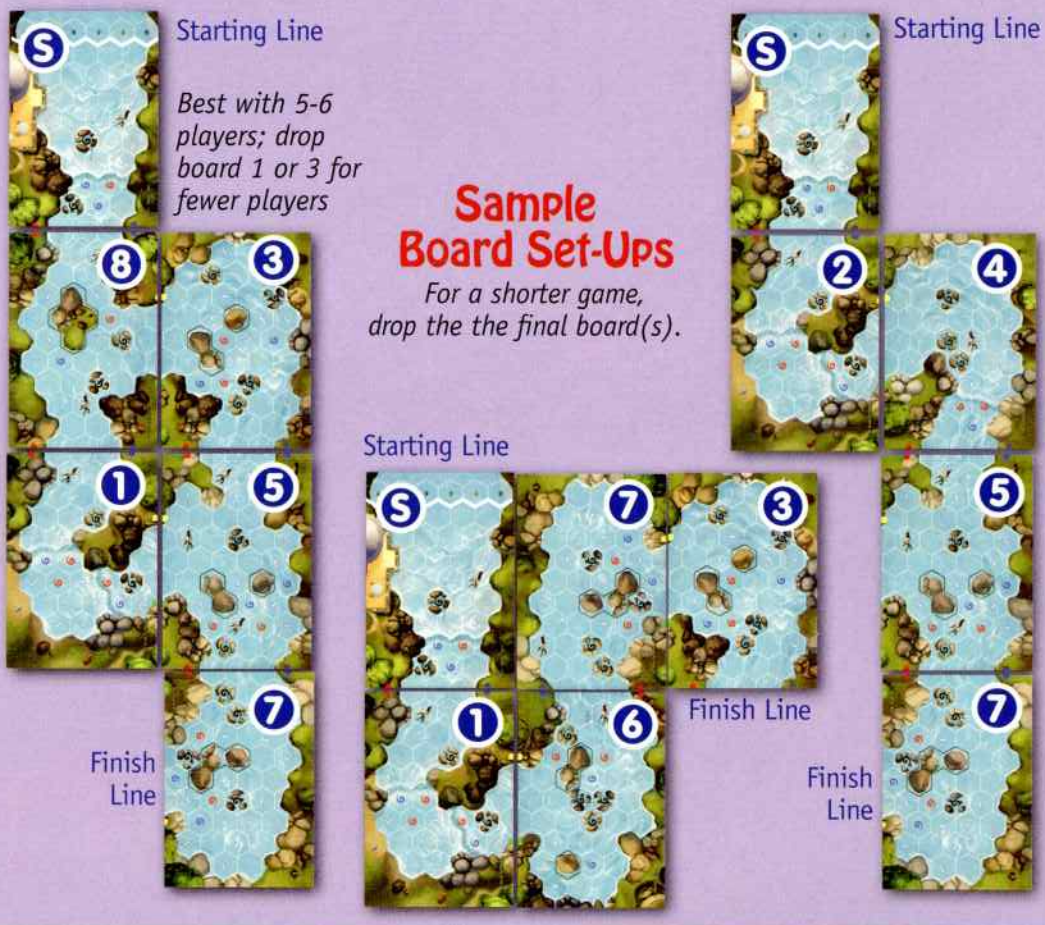 S
Starting Line
Best with 5-6
players; drop
board 1 or 3 for
fewer players
8
3
1
5
7
Finish
Line
Sample
Board Set-Ups
For a shorter game,
drop the the final board(s).
Starting Line
S
7
3
1
6
Finish Line
S
Starting Line
2
4
5
7
Finish
Line